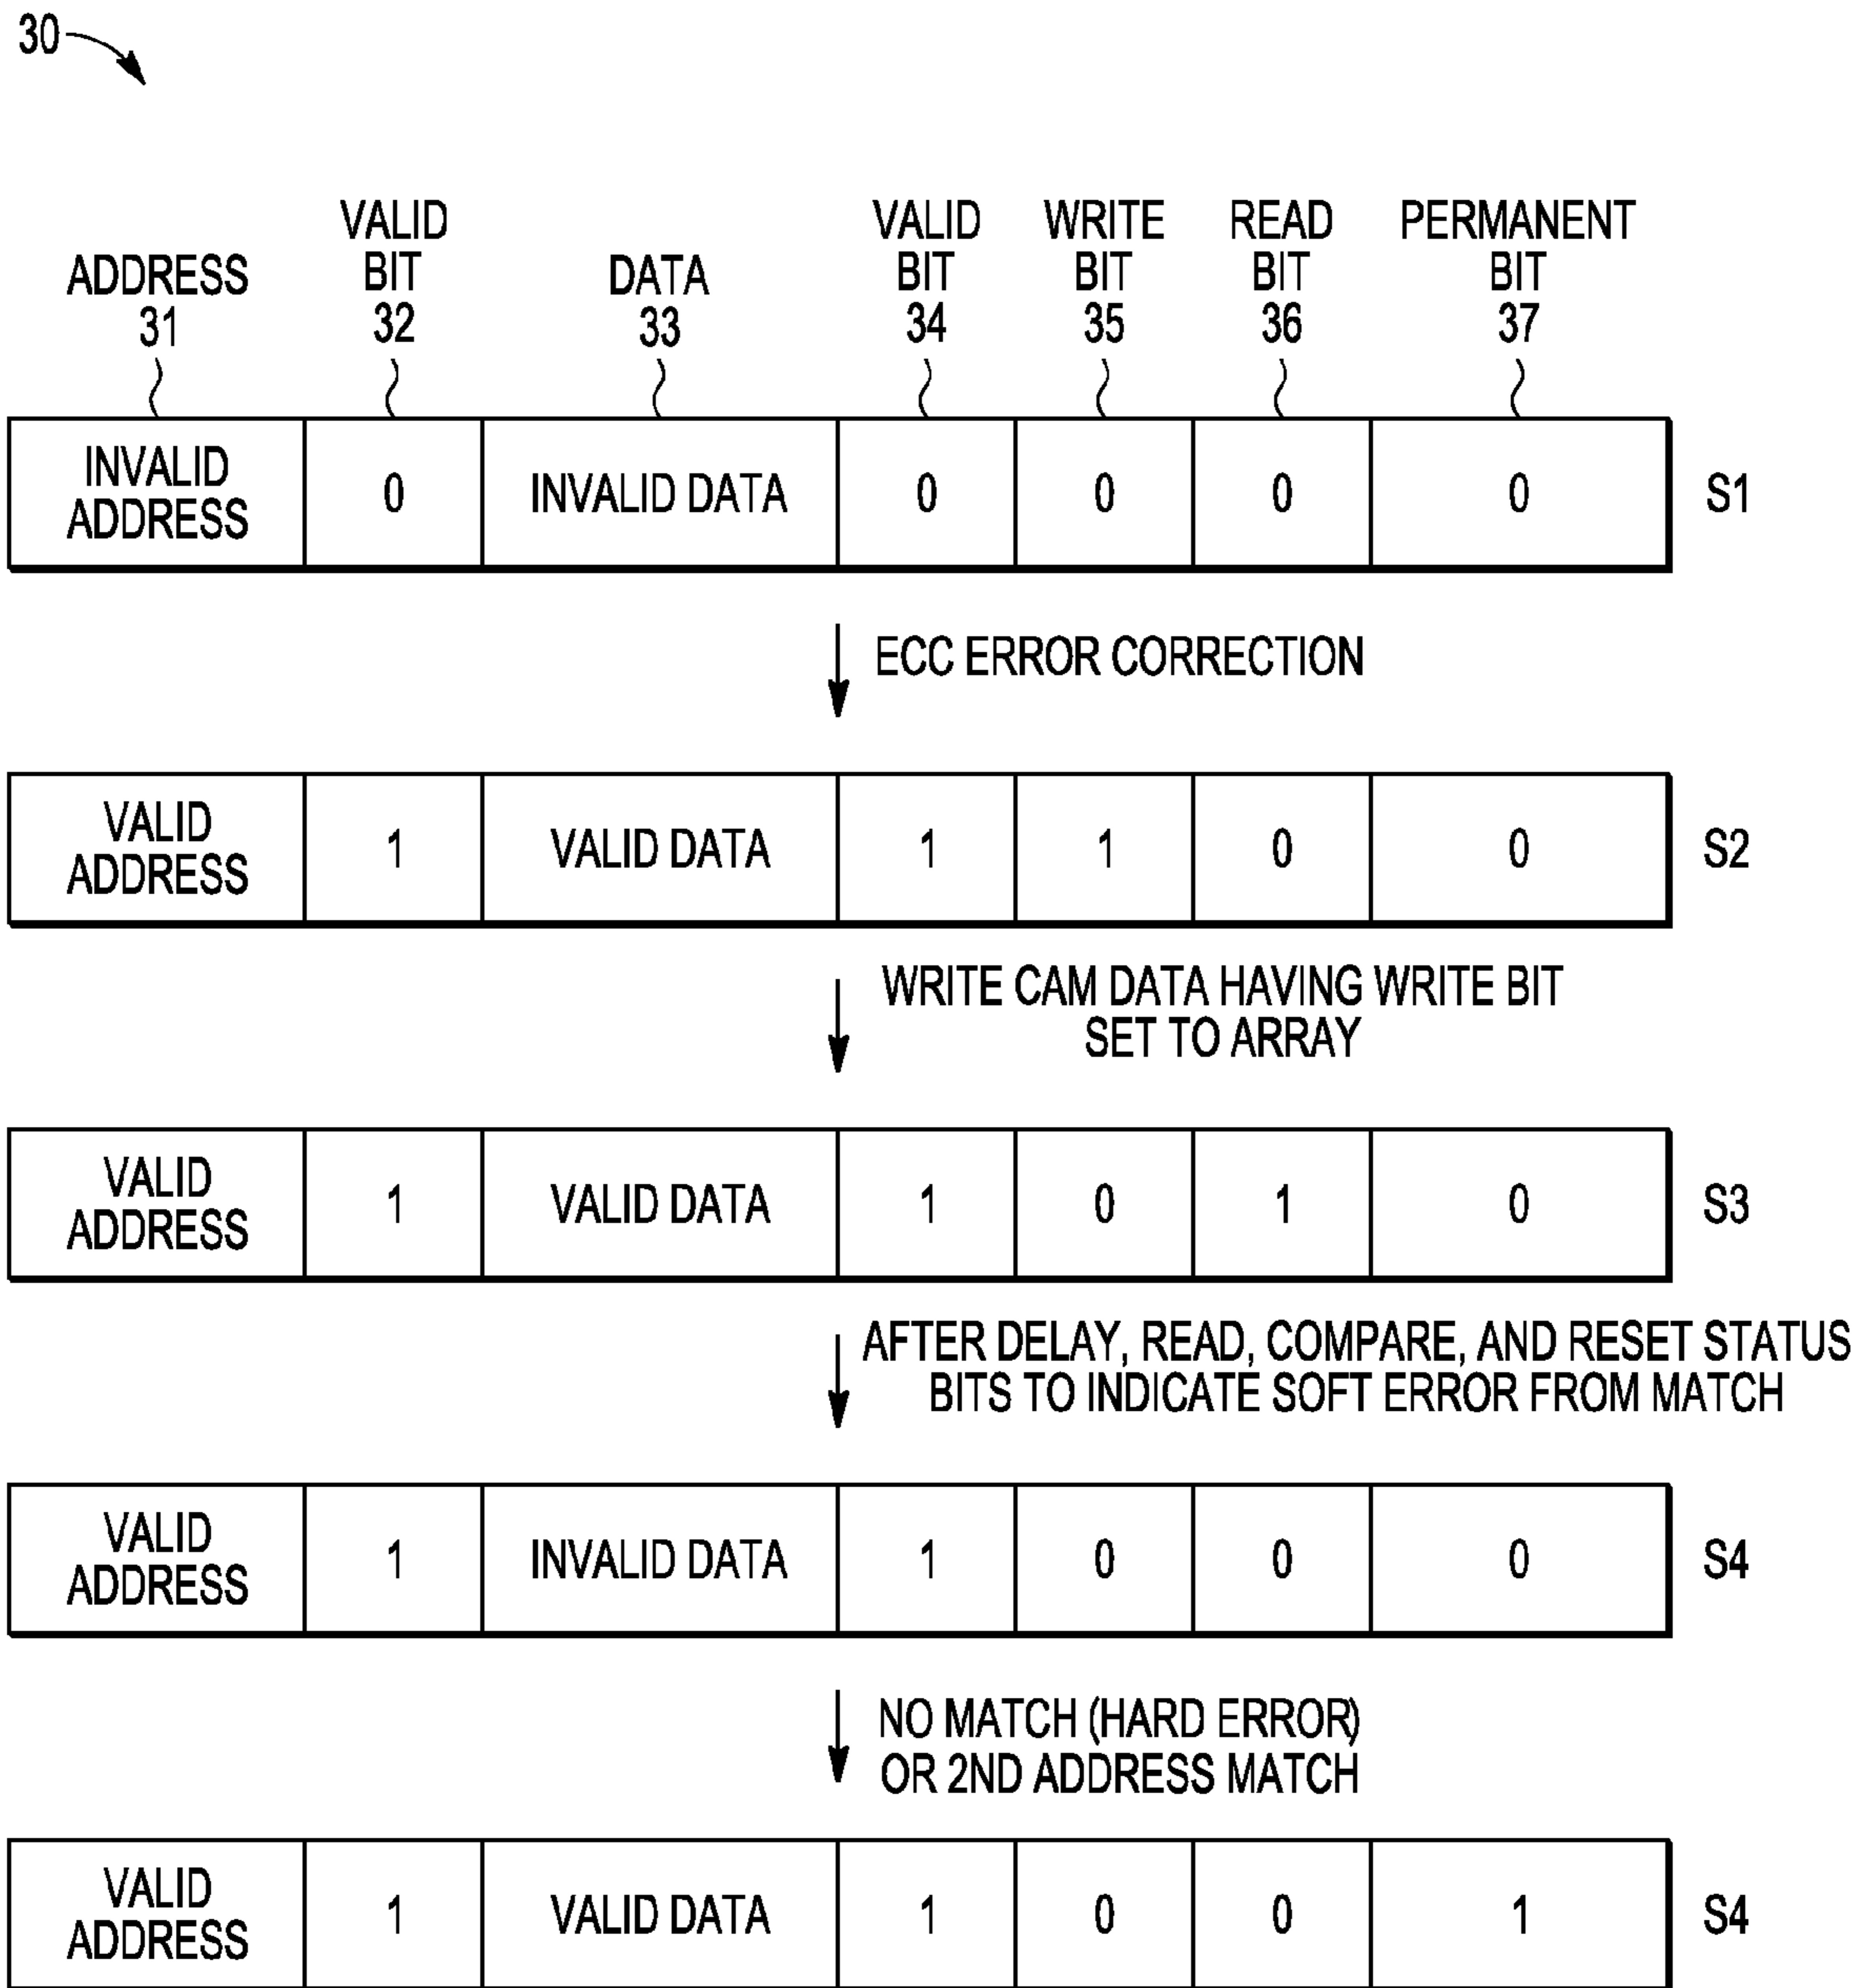 30
ADDRESS
31
VALID
BIT
32
DATA
33
VALID
BIT
34
WRITE
BIT
35
READ
BIT
36
PERMANENT
BIT
37
INVALID
ADDRESS
0
INVALID DATA
0
0
0
0
S1
ECC ERROR CORRECTION
VALID
ADDRESS
1
VALID DATA
1
1
0
0
S2
WRITE CAM DATA HAVING WRITE BIT
SET TO ARRAY
VALID
ADDRESS
1
VALID DATA
1
0
1
0
S3
AFTER DELAY, READ, COMPARE, AND RESET STATUS
BITS TO INDICATE SOFT ERROR FROM MATCH
VALID
ADDRESS
1
INVALID DATA
1
0
0
0
S4
NO MATCH (HARD ERROR)
OR 2ND ADDRESS MATCH
VALID
ADDRESS
1
VALID DATA
1
0
0
1
S4